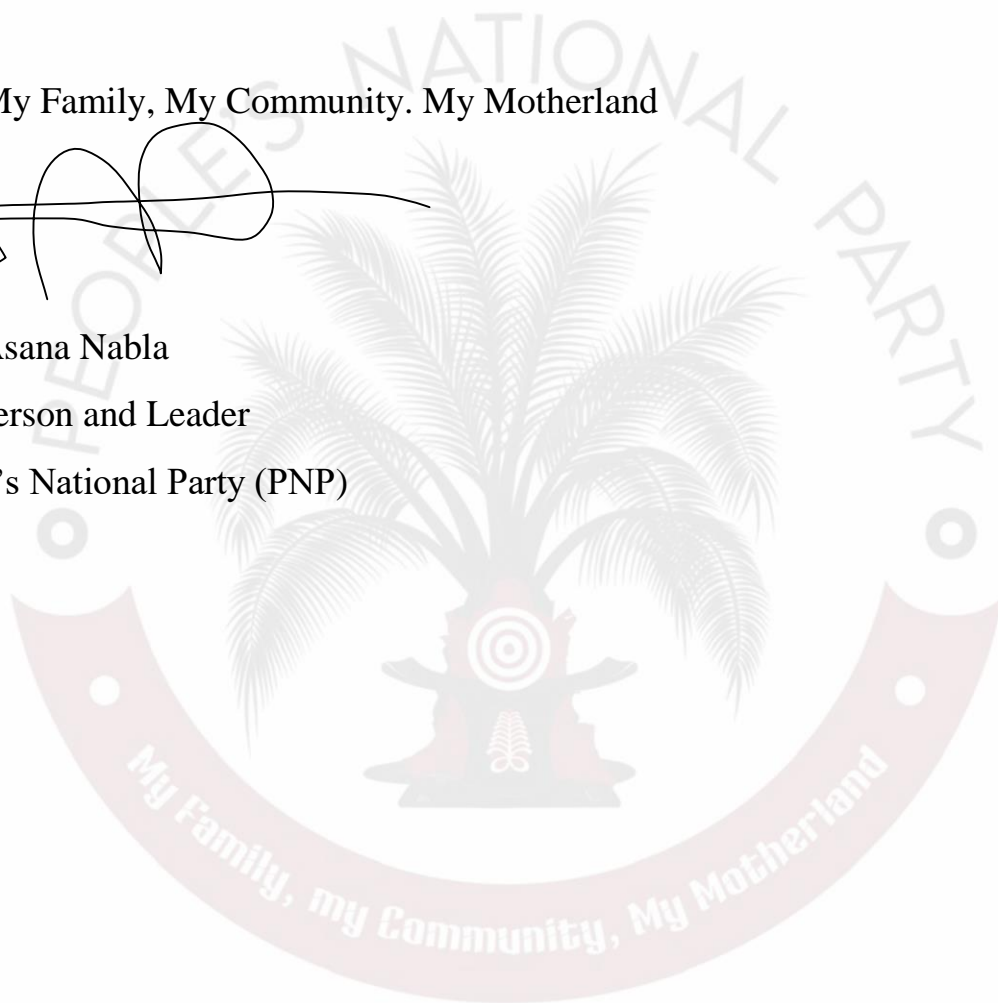 My Family, My Community. My Motherland
Asana Nabla
erson and Leader
's National Party (PNP)
PEOPLE'S NATIONAL PARTY
My Family, my Community, My Motherland